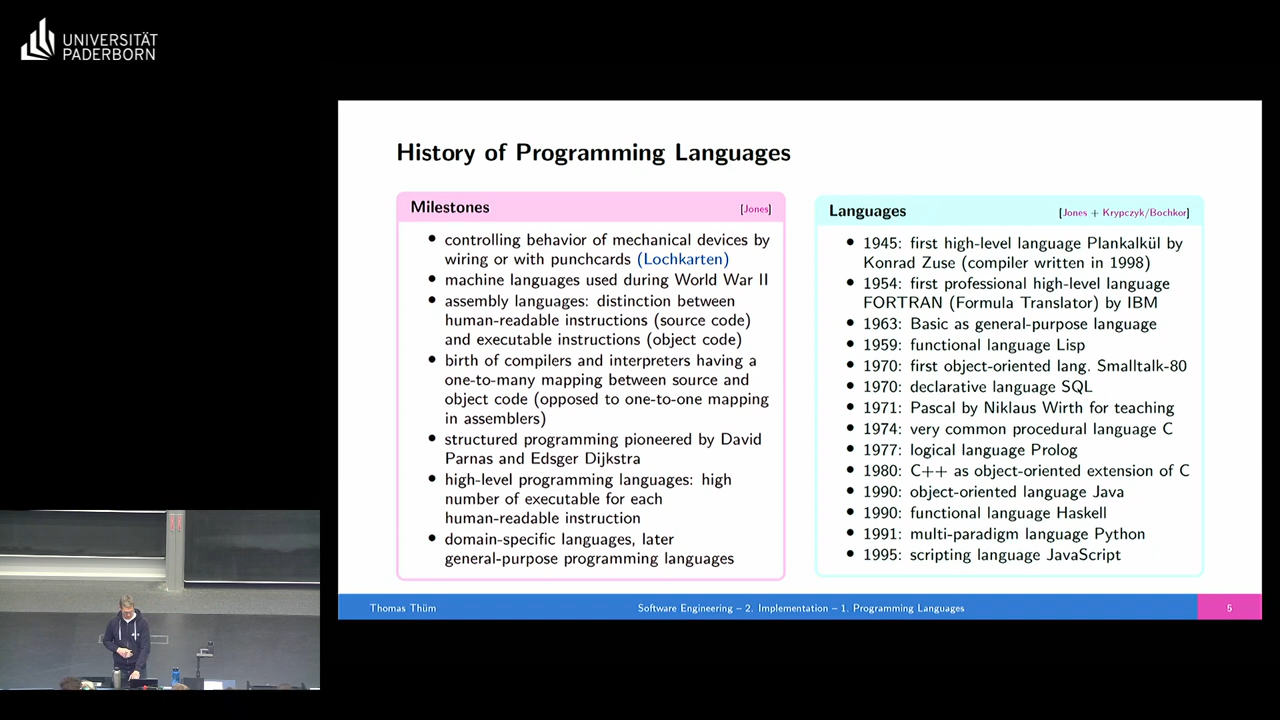 UNIVERSITÄT
PADERBORN
History of Programming Languages
Milestones [Jones]
• controlling behavior of mechanical devices by
wiring or with punchcards (Lochkarten)
• machine languages used during World War II
• assembly languages: distinction between
human-readable instructions (source code)
and executable instructions (object code)
• birth of compilers and interpreters having a
one-to-many mapping between source and
object code (opposed to one-to-one mapping
in assemblers)
• structured programming pioneered by David
Parnas and Edsger Dijkstra
• high-level programming languages: high
number of executable for each
human-readable instruction
• domain-specific languages, later
general-purpose programming languages
Languages [Jones + Krypczyk/Bochkor]
• 1945: first high-level language Plankalkül by
Konrad Zuse (compiler written in 1998)
• 1954: first professional high-level language
FORTRAN (Formula Translator) by IBM
• 1963: Basic as general-purpose language
• 1959: functional language Lisp
• 1970: first object-oriented lang. Smalltalk-80
• 1970: declarative language SQL
• 1971: Pascal by Niklaus Wirth for teaching
• 1974: very common procedural language C
• 1977: logical language Prolog
• 1980: C++ as object-oriented extension of C
• 1990: object-oriented language Java
• 1990: functional language Haskell
• 1991: multi-paradigm language Python
• 1995: scripting language JavaScript
Thomas Thüm Software Engineering – 2. Implementation – 1. Programming Languages 5